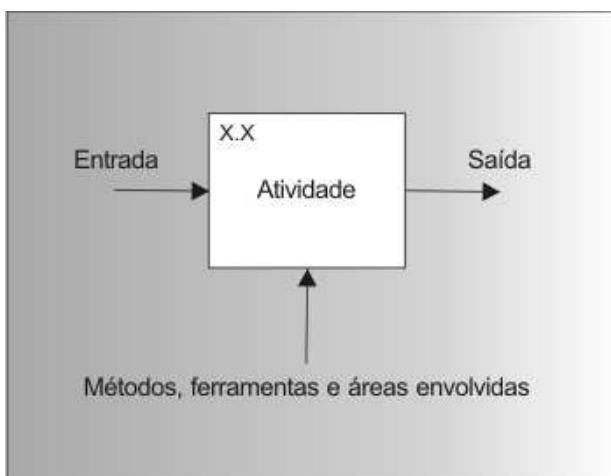 X.X
Entrada
Saída
Atividade
Métodos, ferramentas e áreas envolvidas